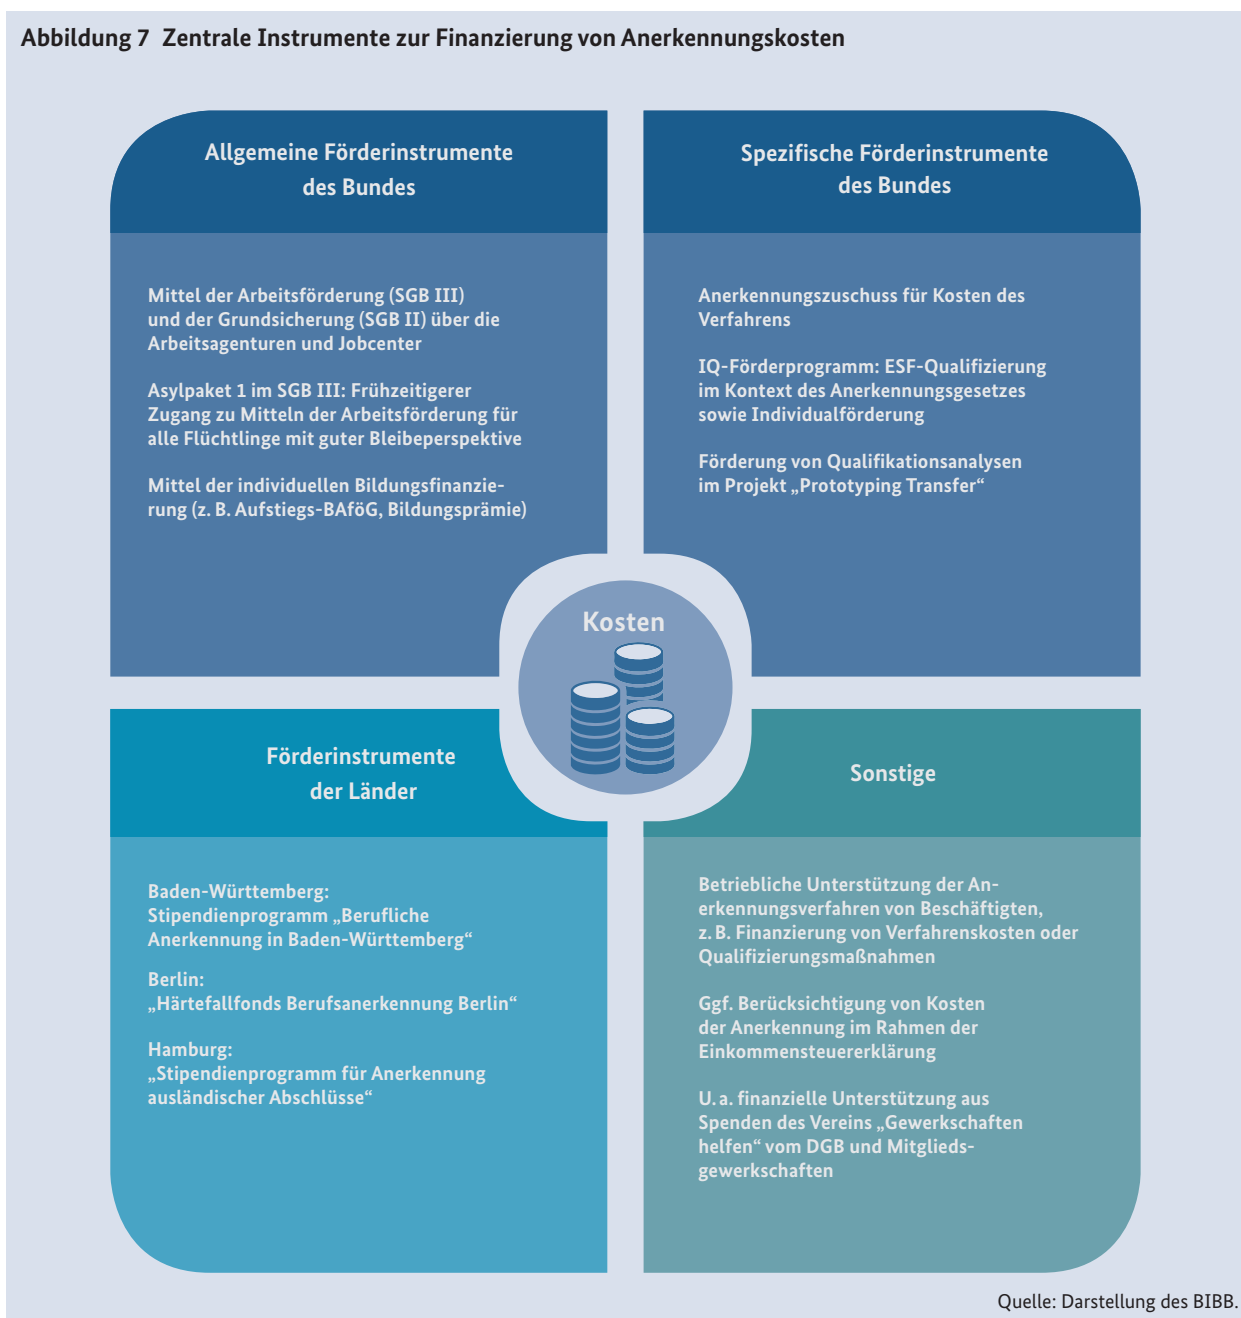 Abbildung 7 Zentrale Instrumente zur Finanzierung von Anerkennungskosten
Allgemeine Förderinstrumente
des Bundes
Mittel der Arbeitsförderung (SGB III)
und der Grundsicherung (SGB II) über die
Arbeitsagenturen und Jobcenter
Asylpaket 1 im SGB III: Frühzeitigerer
Zugang zu Mitteln der Arbeitsförderung für
alle Flüchtlinge mit guter Bleibeperspektive
Mittel der individuellen Bildungsfinanzie-
rung (z. B. Aufstiegs-BAföG, Bildungsprämie)
Spezifische Förderinstrumente
des Bundes
Anerkennungszuschuss für Kosten des
Verfahrens
IQ-Förderprogramm: ESF-Qualifizierung
im Kontext des Anerkennungsgesetzes
sowie Individualförderung
Förderung von Qualifikationsanalysen
im Projekt „Prototyping Transfer“
Kosten
Förderinstrumente
der Länder
Baden-Württemberg:
Stipendienprogramm „Berufliche
Anerkennung in Baden-Württemberg“
Berlin:
„Härtefallfonds Berufsanerkennung Berlin“
Hamburg:
„Stipendienprogramm für Anerkennung
ausländischer Abschlüsse“
Sonstige
Betriebliche Unterstützung der An-
erkennungsverfahren von Beschäftigten,
z. B. Finanzierung von Verfahrenskosten oder
Qualifizierungsmaßnahmen
Ggf. Berücksichtigung von Kosten
der Anerkennung im Rahmen der
Einkommensteuererklärung
U. a. finanzielle Unterstützung aus
Spenden des Vereins „Gewerkschaften
helfen“ vom DGB und Mitglieds-
gewerkschaften
Quelle: Darstellung des BIBB.